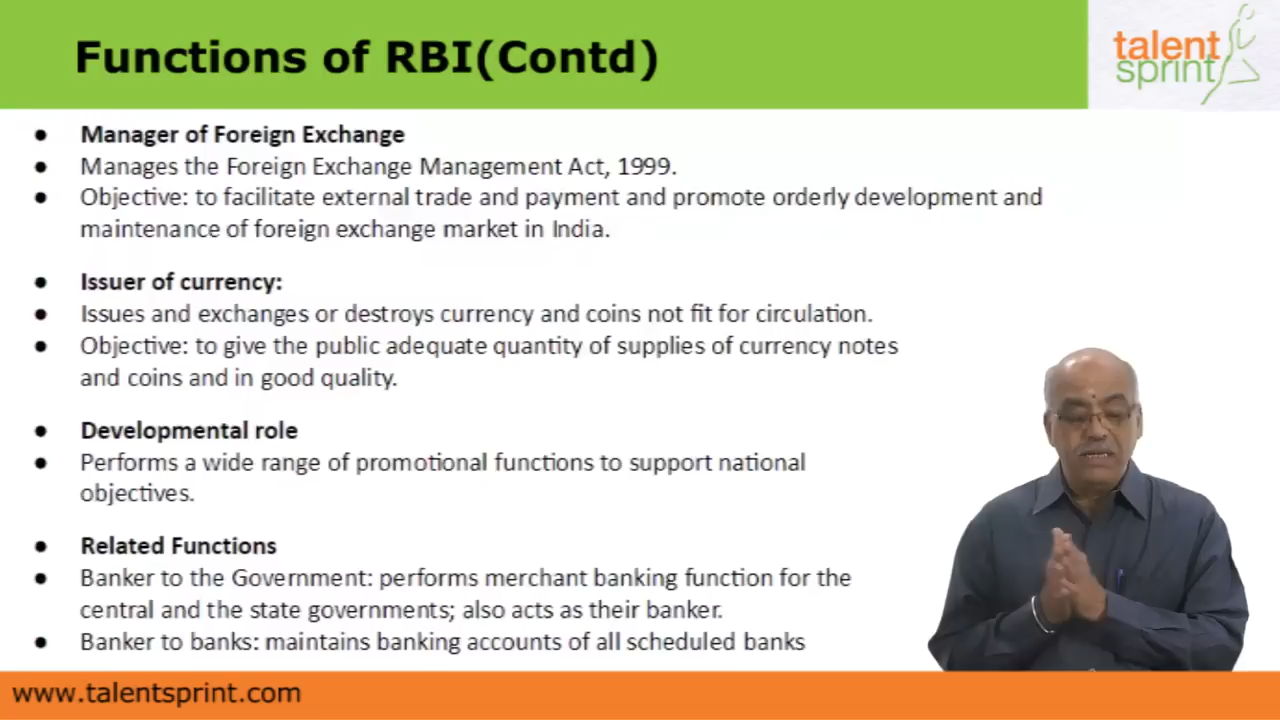 Functions of RBI(Contd)
talent
sprint
● Manager of Foreign Exchange
● Manages the Foreign Exchange Management Act, 1999.
● Objective: to facilitate external trade and payment and promote orderly development and
maintenance of foreign exchange market in India.
● Issuer of currency:
● Issues and exchanges or destroys currency and coins not fit for circulation.
● Objective: to give the public adequate quantity of supplies of currency notes
and coins and in good quality.
● Developmental role
● Performs a wide range of promotional functions to support national
objectives.
● Related Functions
● Banker to the Government: performs merchant banking function for the
central and the state governments; also acts as their banker.
● Banker to banks: maintains banking accounts of all scheduled banks
www.talentsprint.com